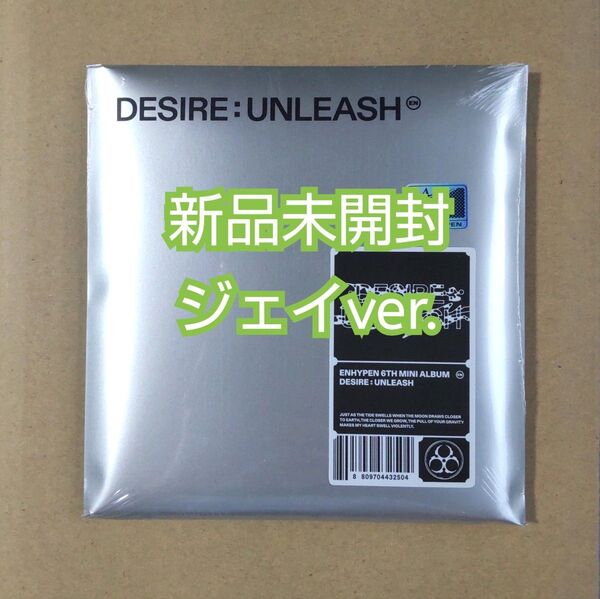 DESIRE : UNLEASH EN
新品未開封
ジェイver.
ENHYPEN 6TH MINI ALBUM EN
DESIRE : UNLEASH
JUST AS THE TIDE SWELLS WHEN THE MOON DRAWS CLOSER
TO EARTH, THE CLOSER WE GROW, THE PULL OF YOUR GRAVITY
MAKES MY HEART SWELL VIOLENTLY.
8 809704 432504